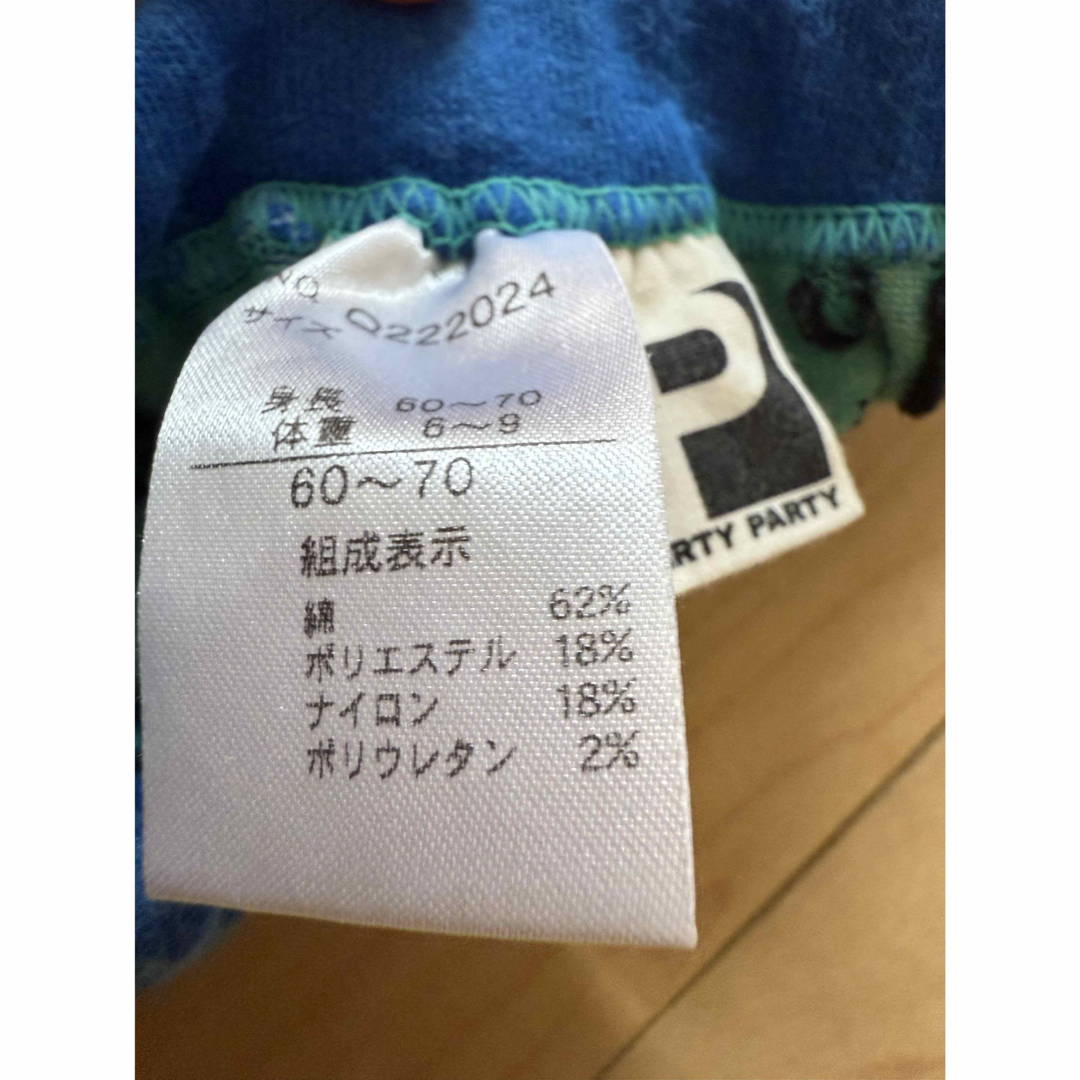 NO. 0222024
サイズ
身長 60～70
体重 6～9
60～70
組成表示
綿 62%
ポリエステル 18%
ナイロン 18%
ポリウレタン 2%
P
PARTY